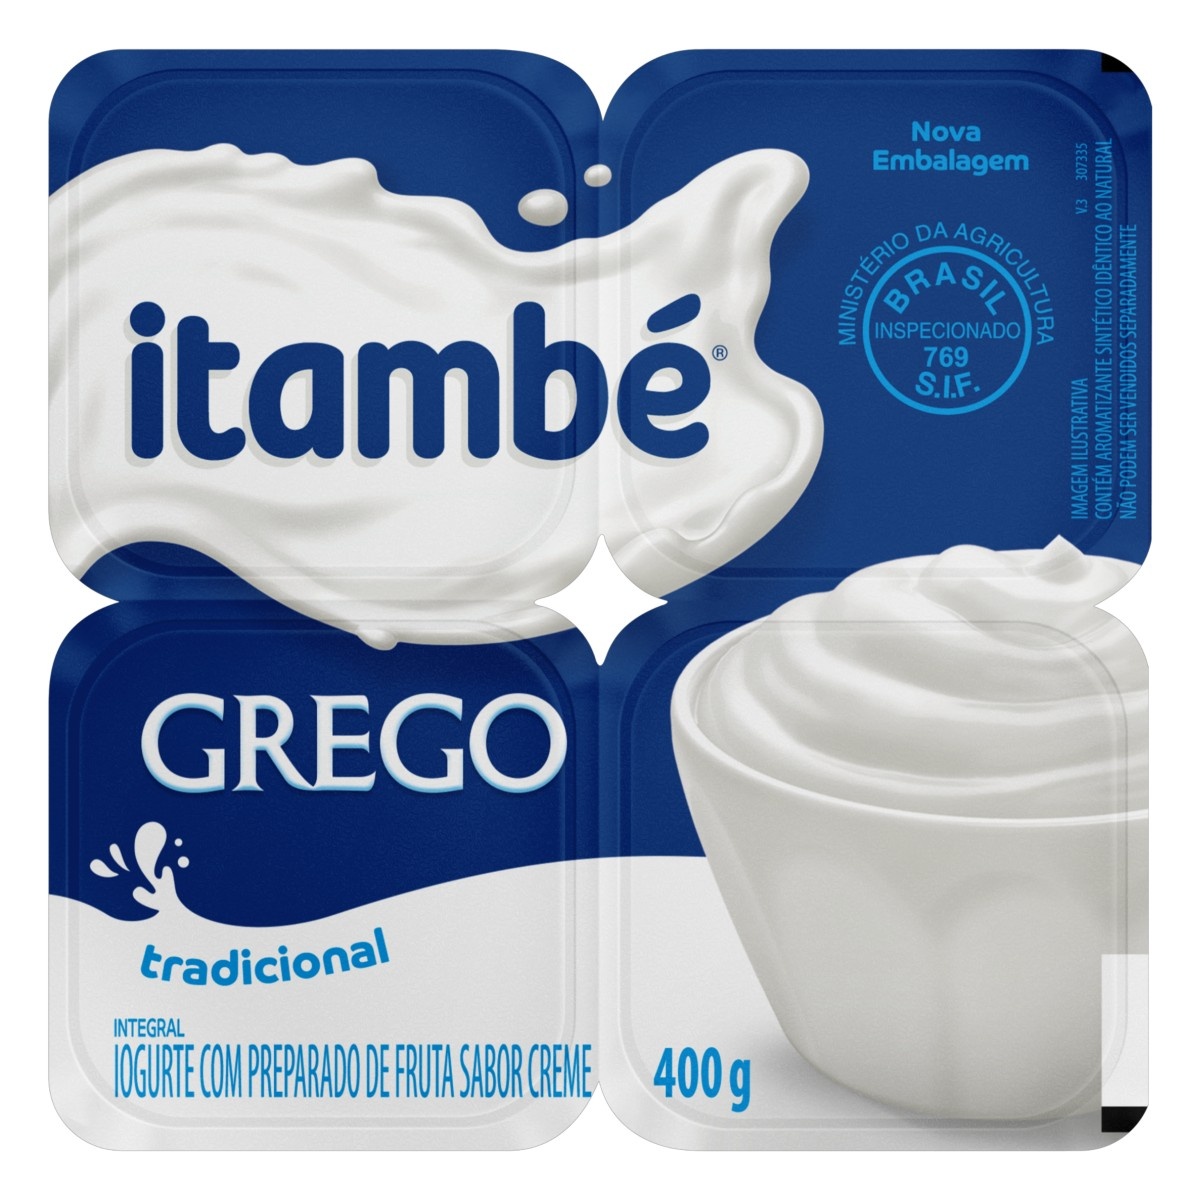 Nova
Embalagem
MINISTÉRIO DA AGRICULTURA
BRASIL
INSPECIONADO
769
S.I.F.
V.3 307335
IMAGEM ILUSTRATIVA
CONTÉM AROMATIZANTE SINTÉTICO IDÊNTICO AO NATURAL
NÃO PODEM SER VENDIDOS SEPARADAMENTE
itambé®
GREGO
tradicional
INTEGRAL
IOGURTE COM PREPARADO DE FRUTA SABOR CREME
400 g